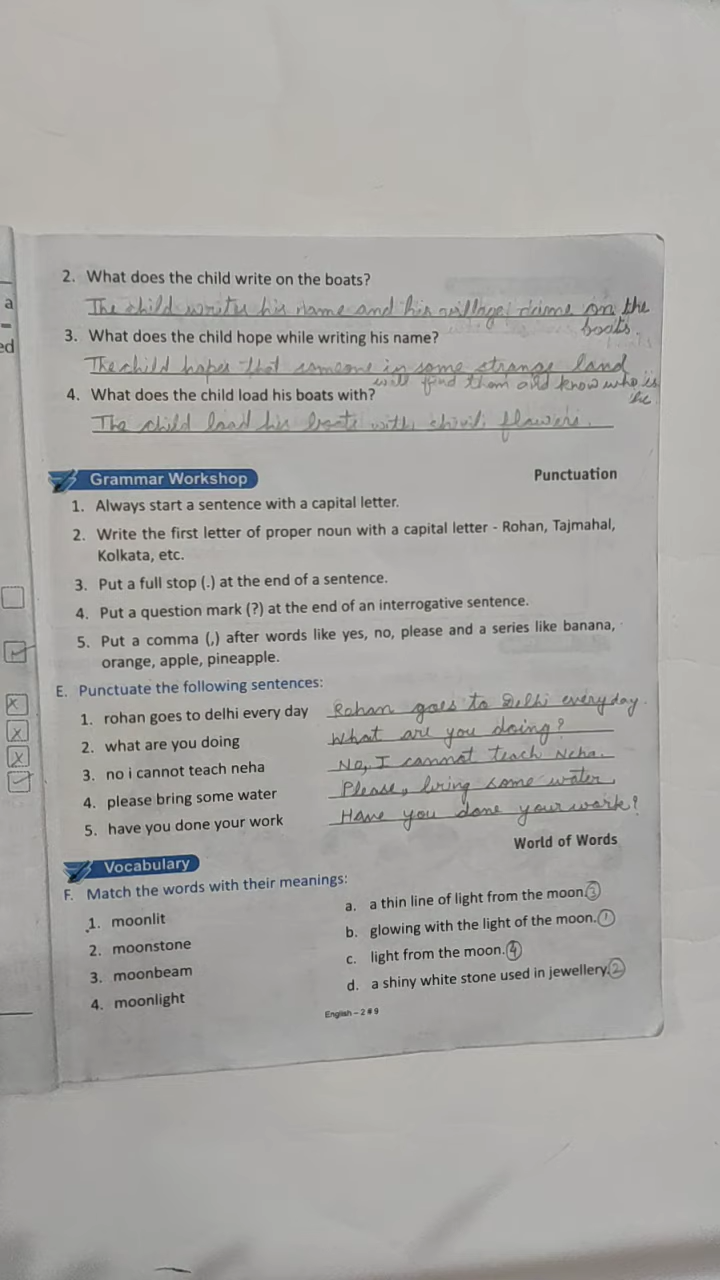 a
ed
2. What does the child write on the boats?
The child writes his name and his village name on the
boats.
3. What does the child hope while writing his name?
The child hopes that someone in some strange land
will find them and know who is
he
4. What does the child load his boats with?
The child load his boats with flowers.
Grammar Workshop Punctuation
1. Always start a sentence with a capital letter.
2. Write the first letter of proper noun with a capital letter - Rohan, Tajmahal,
Kolkata, etc.
3. Put a full stop (.) at the end of a sentence.
4. Put a question mark (?) at the end of an interrogative sentence.
5. Put a comma (,) after words like yes, no, please and a series like banana,
orange, apple, pineapple.
E. Punctuate the following sentences:
1. rohan goes to delhi every day Rohan goes to Delhi everyday.
2. what are you doing What are you doing?
3. no i cannot teach neha No, I cannot teach Neha.
4. please bring some water Please, bring some water.
5. have you done your work Have you done your work?
World of Words
Vocabulary
F. Match the words with their meanings:
1. moonlit a. a thin line of light from the moon. 3
2. moonstone b. glowing with the light of the moon. 1
3. moonbeam c. light from the moon. 4
4. moonlight d. a shiny white stone used in jewellery. 2
English – 2 # 9